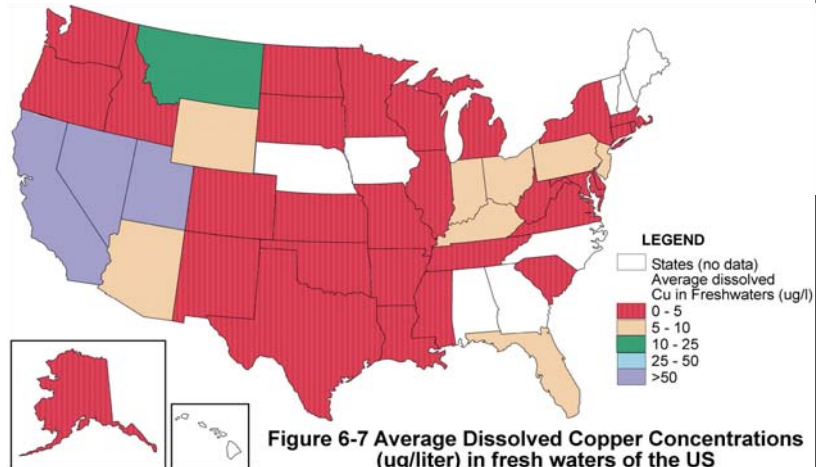 LEGEND
States (no data)
Average dissolved
Cu in Freshwaters (ug/l)
0 - 5
5 - 10
10 - 25
25 - 50
>50
Figure 6-7 Average Dissolved Copper Concentrations
(ug/liter) in fresh waters of the US